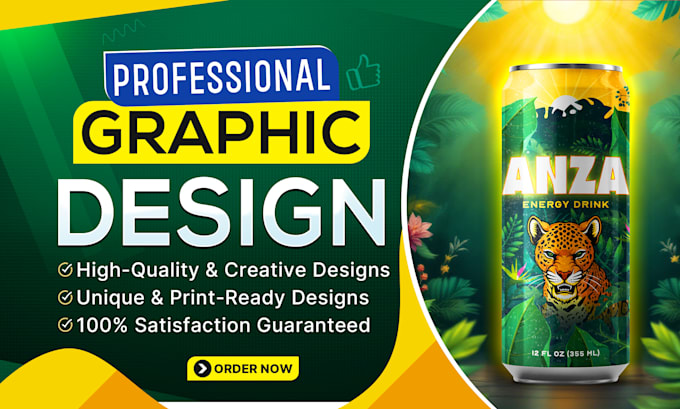 PROFESSIONAL
GRAPHIC
DESIGN
High-Quality & Creative Designs
Unique & Print-Ready Designs
100% Satisfaction Guaranteed
ORDER NOW
ANZA
ENERGY DRINK
12 FL OZ (355 ML)